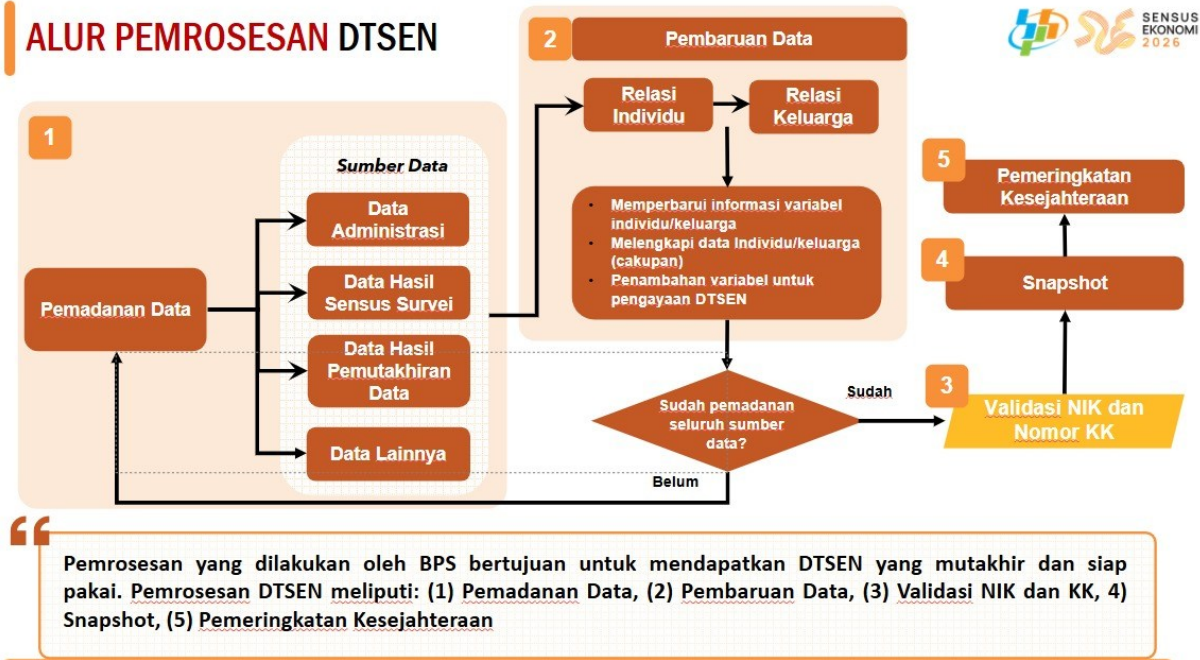 ALUR PEMROSESAN DTSEN
SENSUS
EKONOMI
2026
1
Pemadanan Data
Sumber Data
Data
Administrasi
Data Hasil
Sensus Survei
Data Hasil
Pemutakhiran
Data
Data Lainnya
2
Pembaruan Data
Relasi
Individu
Relasi
Keluarga
• Memperbarui informasi variabel
individu/keluarga
• Melengkapi data Individu/keluarga
(cakupan)
• Penambahan variabel untuk
pengayaan DTSEN
Sudah pemadanan
seluruh sumber
data?
Sudah
Belum
3
Validasi NIK dan
Nomor KK
4
Snapshot
5
Pemeringkatan
Kesejahteraan
Pemrosesan yang dilakukan oleh BPS bertujuan untuk mendapatkan DTSEN yang mutakhir dan siap
pakai. Pemrosesan DTSEN meliputi: (1) Pemadanan Data, (2) Pembaruan Data, (3) Validasi NIK dan KK, 4)
Snapshot, (5) Pemeringkatan Kesejahteraan